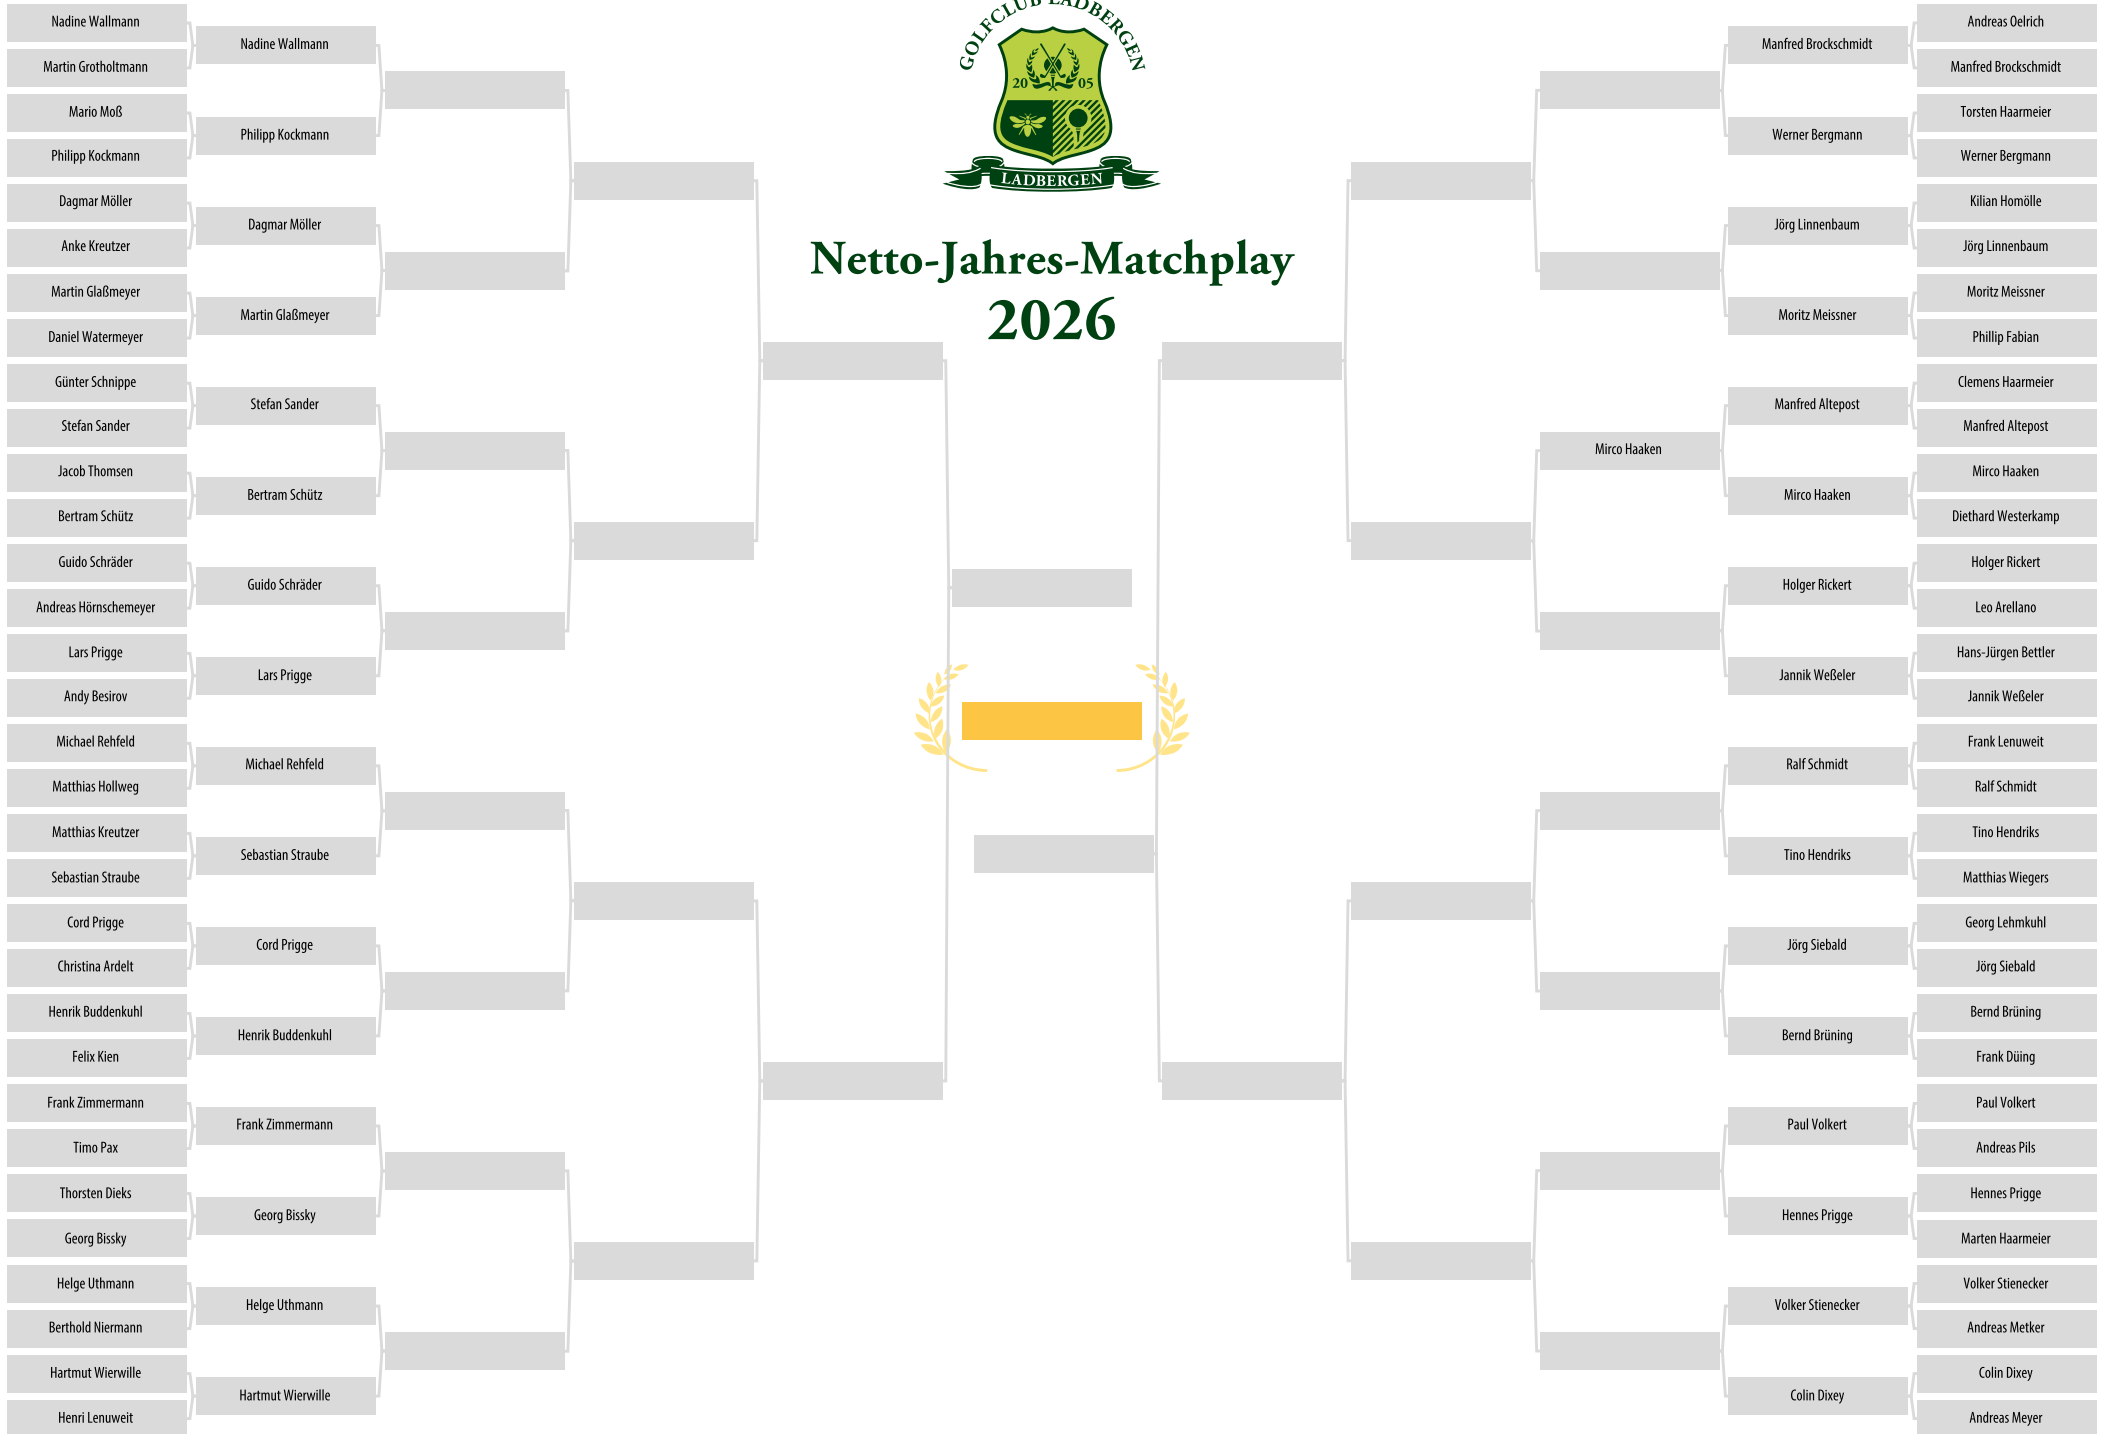 Nadine Wallmann
Martin Grotholtmann
Mario Moß
Philipp Kockmann
Dagmar Möller
Anke Kreutzer
Martin Glaßmeyer
Daniel Watermeyer
Günter Schnippe
Stefan Sander
Jacob Thomsen
Bertram Schütz
Guido Schräder
Andreas Hörnschemeyer
Lars Prigge
Andy Besirov
Michael Rehfeld
Matthias Hollweg
Matthias Kreutzer
Sebastian Straube
Cord Prigge
Christina Ardelt
Henrik Buddenkuhl
Felix Kien
Frank Zimmermann
Timo Pax
Thorsten Dieks
Georg Bissky
Helge Uthmann
Berthold Niermann
Hartmut Wierwille
Henri Lenuweit
Nadine Wallmann
Philipp Kockmann
Dagmar Möller
Martin Glaßmeyer
Stefan Sander
Bertram Schütz
Guido Schräder
Lars Prigge
Michael Rehfeld
Sebastian Straube
Cord Prigge
Henrik Buddenkuhl
Frank Zimmermann
Georg Bissky
Helge Uthmann
Hartmut Wierwille
GOLFCLUB LADBERGEN
20 05
LADBERGEN
Netto-Jahres-Matchplay
2026
Mirco Haaken
Manfred Brockschmidt
Werner Bergmann
Jörg Linnenbaum
Moritz Meissner
Manfred Altepost
Mirco Haaken
Holger Rickert
Jannik Weßeler
Ralf Schmidt
Tino Hendriks
Jörg Siebald
Bernd Brüning
Paul Volkert
Hennes Prigge
Volker Stienecker
Colin Dixey
Andreas Oelrich
Manfred Brockschmidt
Torsten Haarmeier
Werner Bergmann
Kilian Homölle
Jörg Linnenbaum
Moritz Meissner
Phillip Fabian
Clemens Haarmeier
Manfred Altepost
Mirco Haaken
Diethard Westerkamp
Holger Rickert
Leo Arellano
Hans-Jürgen Bettler
Jannik Weßeler
Frank Lenuweit
Ralf Schmidt
Tino Hendriks
Matthias Wiegers
Georg Lehmkuhl
Jörg Siebald
Bernd Brüning
Frank Düing
Paul Volkert
Andreas Pils
Hennes Prigge
Marten Haarmeier
Volker Stienecker
Andreas Metker
Colin Dixey
Andreas Meyer